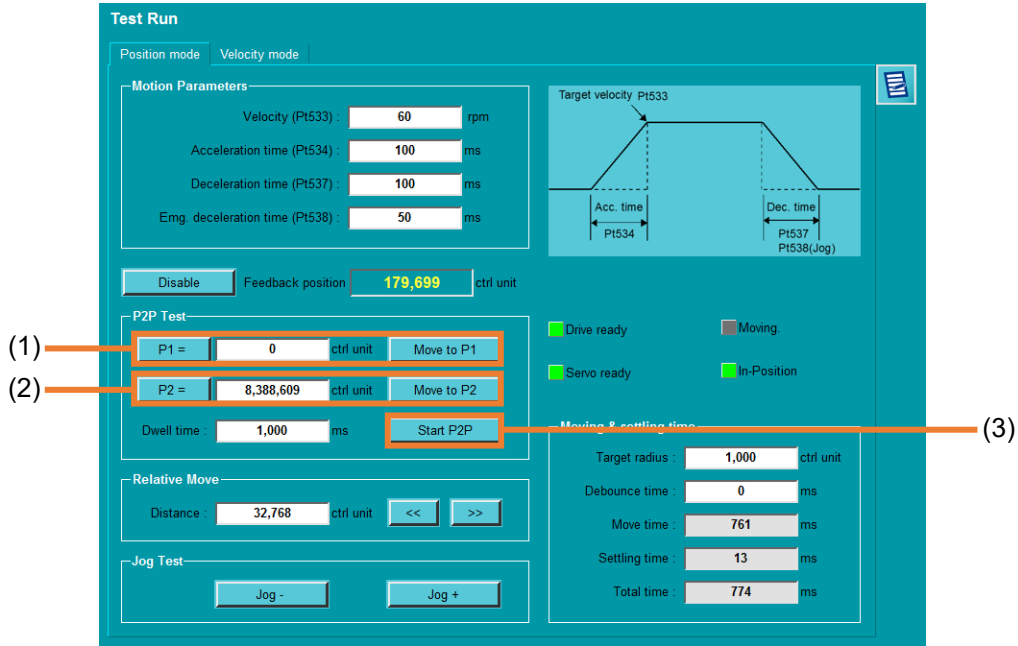 Test Run
Position mode Velocity mode
Motion Parameters
Velocity (Pt533) : 60 rpm
Acceleration time (Pt534) : 100 ms
Deceleration time (Pt537) : 100 ms
Emg. deceleration time (Pt538) : 50 ms
Target velocity Pt533
Acc. time
Pt534
Dec. time
Pt537
Pt538(Jog)
Disable Feedback position 179,699 ctrl unit
P2P Test
(1) P1 = 0 ctrl unit Move to P1
(2) P2 = 8,388,609 ctrl unit Move to P2
Dwell time : 1,000 ms Start P2P (3)
Drive ready Moving.
Servo ready In-Position
Relative Move
Distance : 32,768 ctrl unit << >>
Jog Test
Jog - Jog +
Moving & settling time
Target radius : 1,000 ctrl unit
Debounce time : 0 ms
Move time : 761 ms
Settling time : 13 ms
Total time : 774 ms